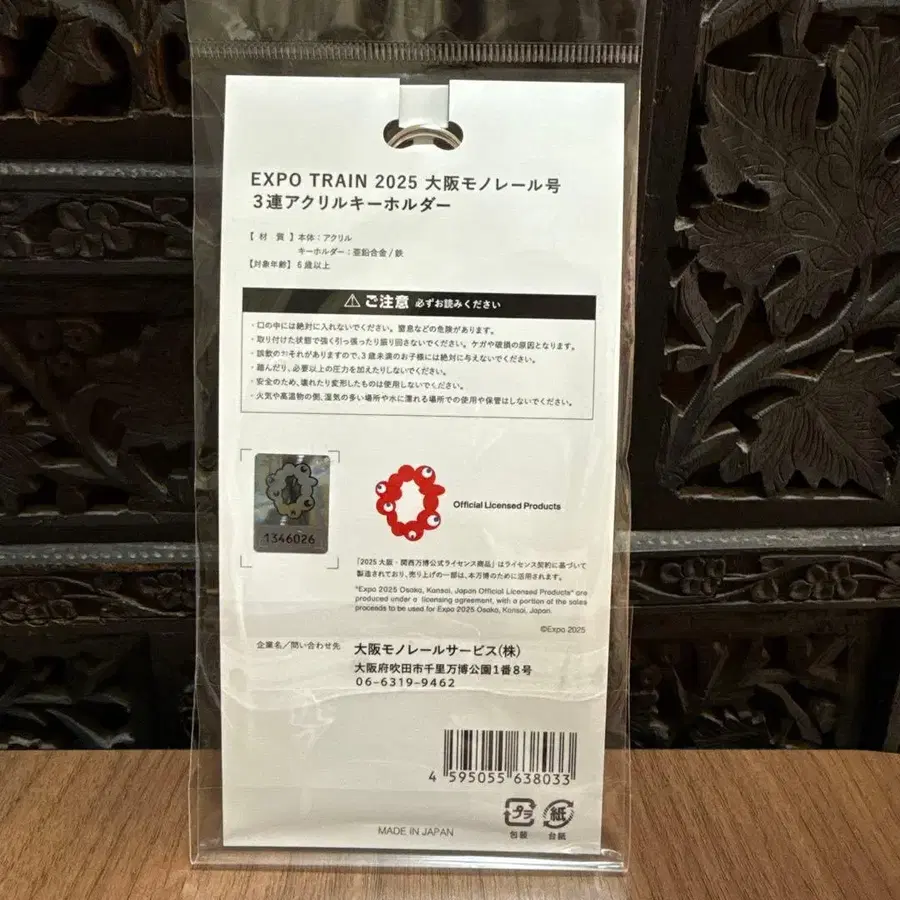 EXPO TRAIN 2025 大阪モノレール号
3連アクリルキーホルダー
【 材 質 】本体：アクリル
キーホルダー：亜鉛合金/鉄
【対象年齢】6歳以上
⚠ご注意 必ずお読みください
・口の中には絶対に入れないでください。窒息などの危険があります。
・取り付けた状態で強く引っ張ったり振り回さないでください。ケガや破損の原因となります。
・誤飲のおそれがありますので、3歳未満のお子様には絶対に与えないでください。
・踏んだり、必要以上の圧力を加えたりしないでください。
・安全のため、壊れたり変形したものは使用しないでください。
・火気や高温物の側、湿気の多い場所や水に濡れる場所での使用や保管はしないでください。
1346026
Official Licensed Products
「2025 大阪・関西万博公式ライセンス商品」はライセンス契約に基づいて
製造されており、売り上げの一部は、本万博のために活用されます。
"Expo 2025 Osaka, Kansai, Japan Official Licensed Products" are
produced under a licensing agreement, with a portion of the sales
proceeds to be used for Expo 2025 Osaka, Kansai, Japan.
©Expo 2025
企業名／問い合わせ先 大阪モノレールサービス(株)
大阪府吹田市千里万博公園1番8号
06-6319-9462
4 595055 638033
プラ 紙
包装 台紙
MADE IN JAPAN